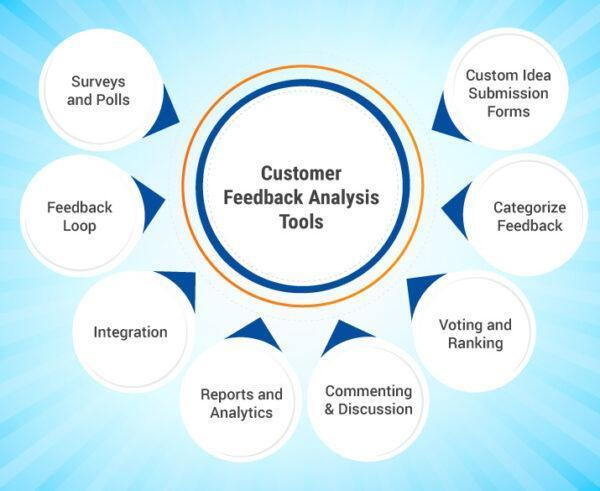 Customer
Feedback Analysis
Tools
Surveys
and Polls
Feedback
Loop
Integration
Reports and
Analytics
Commenting
& Discussion
Voting and
Ranking
Categorize
Feedback
Custom Idea
Submission
Forms